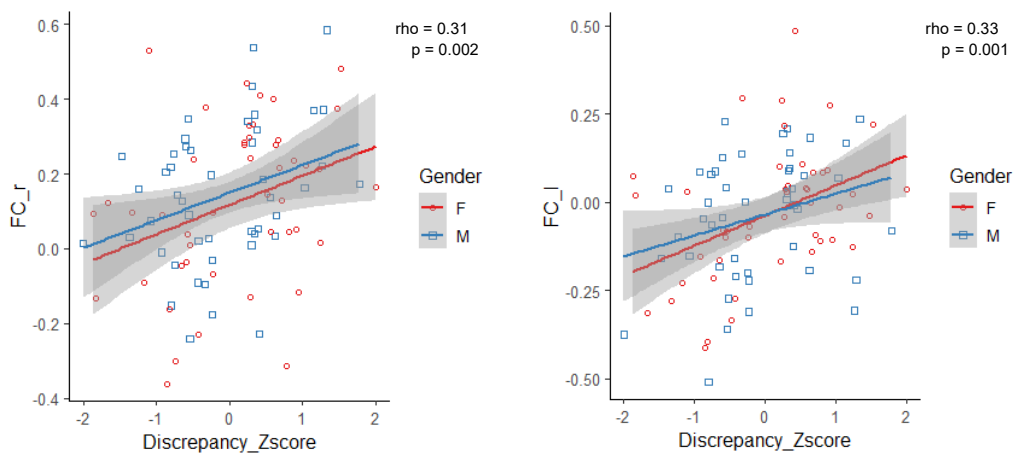 rho = 0.31
p = 0.002
FC_r
0.6
0.4
0.2
0.0
-0.2
-0.4
-2
-1
0
1
2
Discrepancy_Zscore
Gender
F
M
rho = 0.33
p = 0.001
FC_l
0.50
0.25
0.00
-0.25
-0.50
-2
-1
0
1
2
Discrepancy_Zscore
Gender
F
M